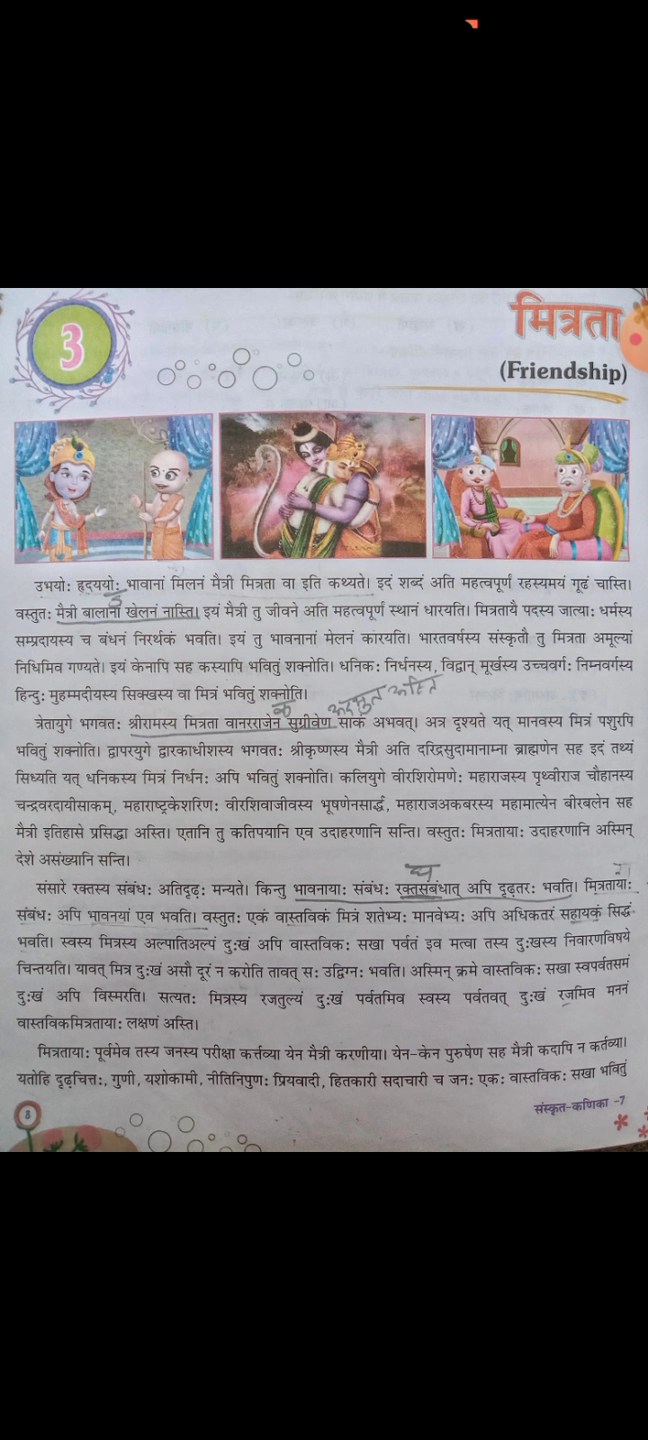 3
मित्रता
(Friendship)
उभयोः हृदययोः भावानां मिलनं मैत्री मित्रता वा इति कथ्यते। इदं शब्दं अति महत्वपूर्णं रहस्यमयं गूढं चास्ति।
वस्तुतः मैत्री बालानां खेलनं नास्ति। इयं मैत्री तु जीवने अति महत्वपूर्णं स्थानं धारयति। मित्रतायै पदस्य जात्याः धर्मस्य
सम्प्रदायस्य च बंधनं निरर्थकं भवति। इयं तु भावनानां मेलनं कारयति। भारतवर्षस्य संस्कृतौ तु मित्रता अमूल्यां
निधिमिव गण्यते। इयं केनापि सह कस्यापि भवितुं शक्नोति। धनिकः निर्धनस्य, विद्वान् मूर्खस्य उच्चवर्गः निम्नवर्गस्य
हिन्दुः मुहम्मदीयस्य सिक्खस्य वा मित्रं भवितुं शक्नोति।
त्रेतायुगे भगवतः श्रीरामस्य मित्रता वानरराजेन सुग्रीवेण साकं अभवत्। अत्र दृश्यते यत् मानवस्य मित्रं पशुरपि
भवितुं शक्नोति। द्वापरयुगे द्वारकाधीशस्य भगवतः श्रीकृष्णस्य मैत्री अति दरिद्रसुदामानाम्ना ब्राह्मणेन सह इदं तथ्यं
सिध्यति यत् धनिकस्य मित्रं निर्धनः अपि भवितुं शक्नोति। कलियुगे वीरशिरोमणेः महाराजस्य पृथ्वीराज चौहानस्य
चन्द्रवरदायीसाकम्, महाराष्ट्रकेशरिणः वीरशिवाजीवस्य भूषणेनसार्द्धं, महाराजअकबरस्य महामात्येन बीरबलेन सह
मैत्री इतिहासे प्रसिद्धा अस्ति। एतानि तु कतिपयानि एव उदाहरणानि सन्ति। वस्तुतः मित्रतायाः उदाहरणानि अस्मिन्
देशे असंख्यानि सन्ति।
संसारे रक्तस्य संबंधः अतिदृढ़ः मन्यते। किन्तु भावनायाः संबंधः रक्तसंबंधात् अपि दृढ़तरः भवति। मित्रतायाः
संबंधः अपि भावनयां एव भवति। वस्तुतः एकं वास्तविकं मित्रं शतेभ्यः मानवेभ्यः अपि अधिकतरं सहायकं सिद्धं
भवति। स्वस्य मित्रस्य अल्पातिअल्पं दुःखं अपि वास्तविकः सखा पर्वतं इव मत्वा तस्य दुःखस्य निवारणविषये
चिन्तयति। यावत् मित्र दुःखं असौ दूरं न करोति तावत् सः उद्विग्नः भवति। अस्मिन् क्रमे वास्तविकः सखा स्वपर्वतसमं
दुःखं अपि विस्मरति। सत्यतः मित्रस्य रजतुल्यं दुःखं पर्वतमिव स्वस्य पर्वतवत् दुःखं रजमिव मननं
वास्तविकमित्रतायाः लक्षणं अस्ति।
मित्रतायाः पूर्वमेव तस्य जनस्य परीक्षा कर्त्तव्या येन मैत्री करणीया। येन-केन पुरुषेण सह मैत्री कदापि न कर्तव्या।
यतोहि दृढ़चित्तः, गुणी, यशोकामी, नीतिनिपुणः प्रियवादी, हितकारी सदाचारी च जनः एकः वास्तविकः सखा भवितुं
8
संस्कृत-कणिका -7